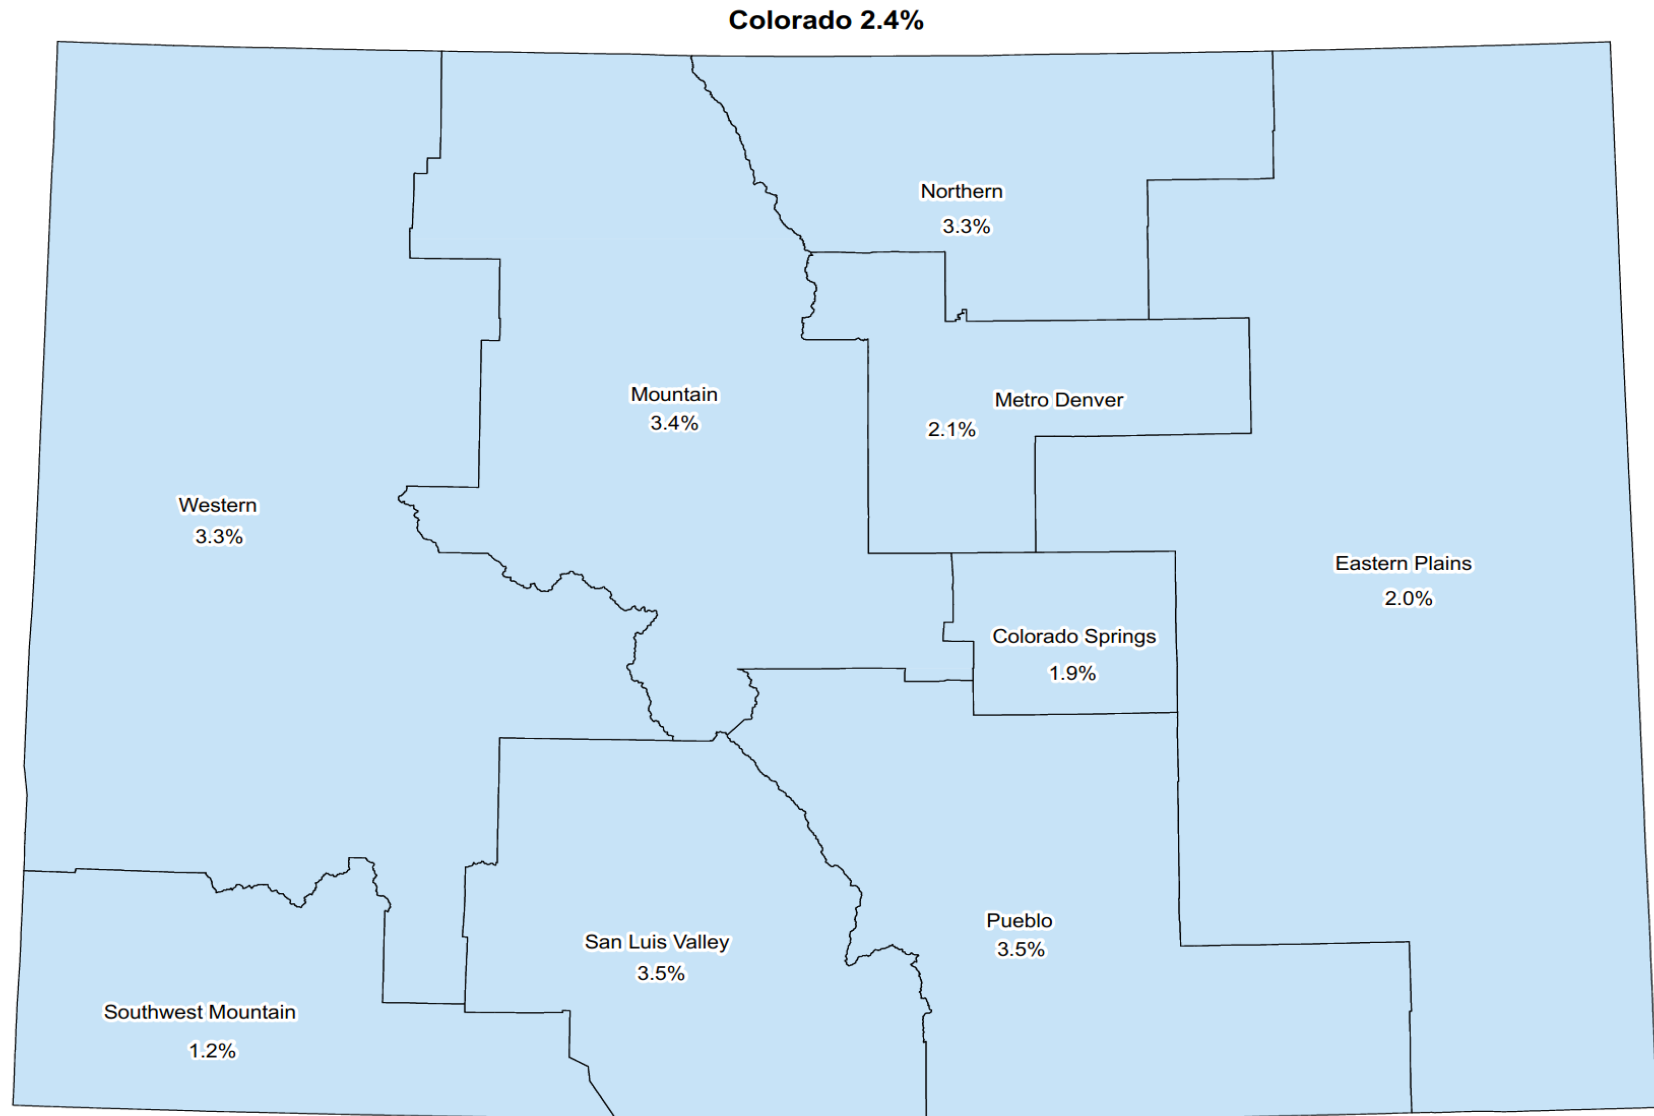 Colorado 2.4%
Northern
3.3%
Mountain
3.4%
Metro Denver
2.1%
Western
3.3%
Eastern Plains
2.0%
Colorado Springs
1.9%
San Luis Valley
3.5%
Pueblo
3.5%
Southwest Mountain
1.2%